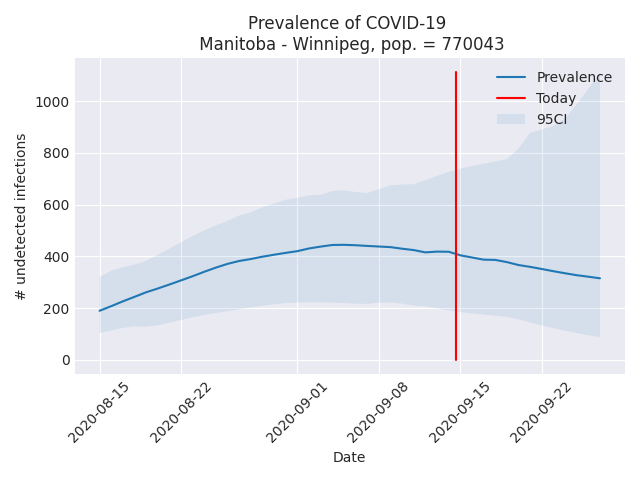 Prevalence of COVID-19
Manitoba - Winnipeg, pop. = 770043
Prevalence
Today
95CI
1000
800
600
400
200
0
# undetected infections
2020-08-15
2020-08-22
2020-09-01
2020-09-08
2020-09-15
2020-09-22
Date